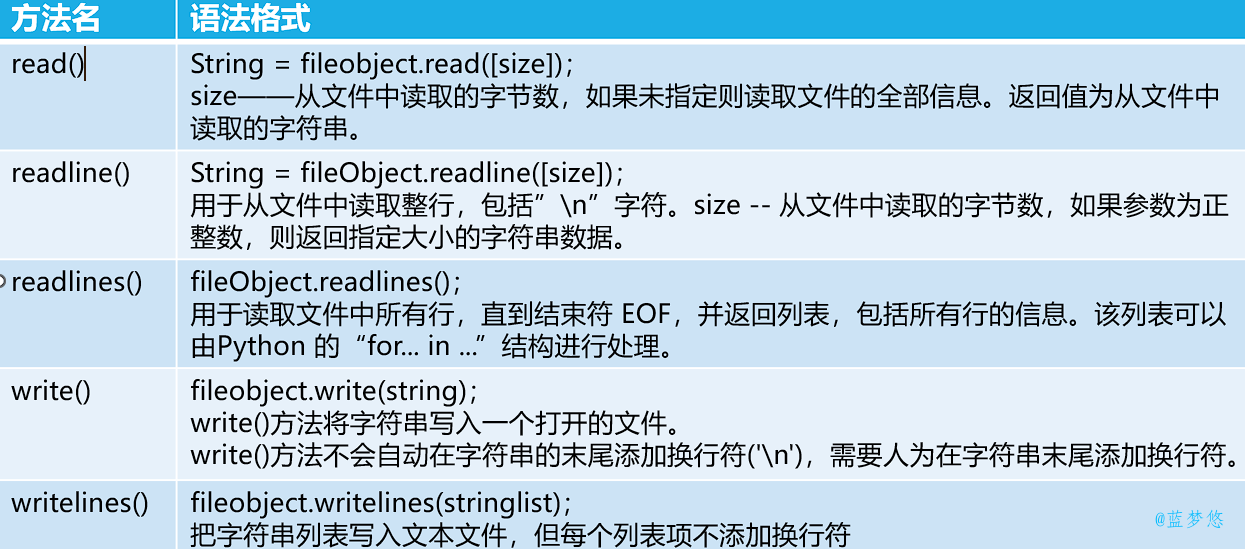 方法名 语法格式
read() String = fileobject.read([size]);
size——从文件中读取的字节数，如果未指定则读取文件的全部信息。返回值为从文件中
读取的字符串。
readline() String = fileObject.readline([size]);
用于从文件中读取整行，包括”\n”字符。size -- 从文件中读取的字节数，如果参数为正
整数，则返回指定大小的字符串数据。
readlines() fileObject.readlines();
用于读取文件中所有行，直到结束符 EOF，并返回列表，包括所有行的信息。该列表可以
由Python 的“for... in ...”结构进行处理。
write() fileobject.write(string);
write()方法将字符串写入一个打开的文件。
write()方法不会自动在字符串的末尾添加换行符('\n')，需要人为在字符串末尾添加换行符。
writelines() fileobject.writelines(stringlist);
把字符串列表写入文本文件，但每个列表项不添加换行符
@蓝梦悠